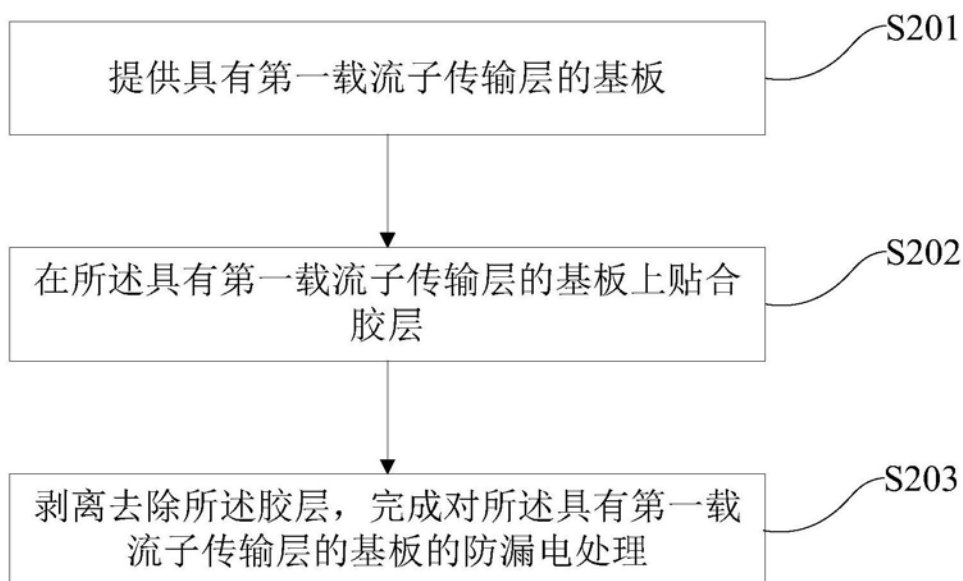 S201
提供具有第一载流子传输层的基板
S202
在所述具有第一载流子传输层的基板上贴合
胶层
S203
剥离去除所述胶层，完成对所述具有第一载
流子传输层的基板的防漏电处理